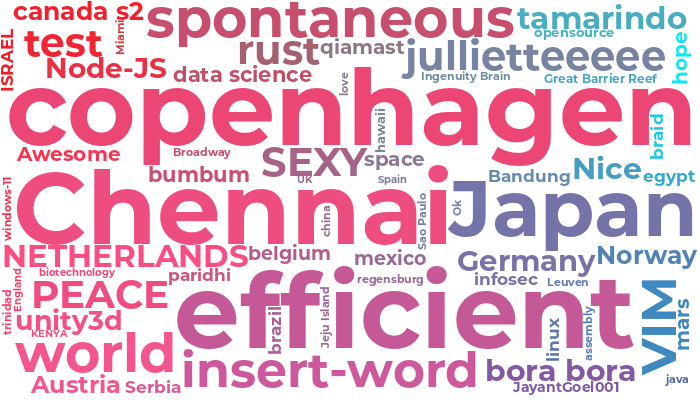 canada s2
spontaneous
tamarindo
opensource
ISRAEL
test
Miami
rust
qiamast
jullietteeeee
hope
Node-JS
data science
love
Ingenuity Brain
Great Barrier Reef
copenhagen
hawaii
braid
Awesome
Broadway
SEXY
space
bumbum
UK
Spain
Bandung
Nice
egypt
windows-11
Chennai
china
Sao Paulo
Ok
Japan
NETHERLANDS
belgium
mexico
Germany
Norway
biotechnology
paridhi
regensburg
infosec
Leuven
trinidad
England
PEACE
efficient
VIM
mars
unity3d
KENYA
brazil
Jeju Island
linux
assembly
world
insert-word
bora bora
java
Austria
Serbia
JayantGoel001